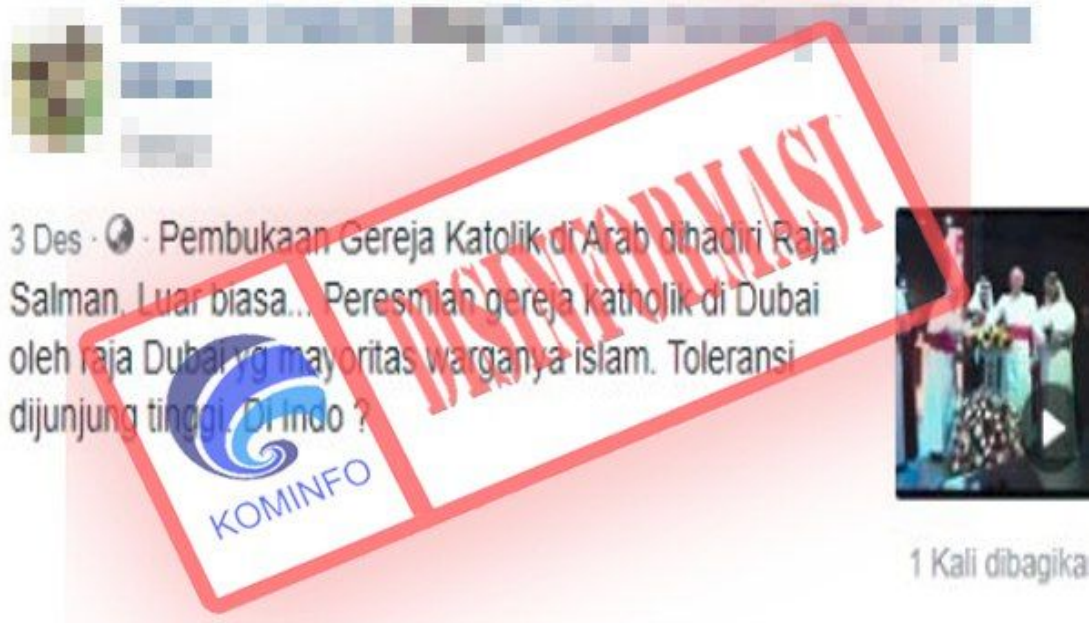 3 Des · Pembukaan Gereja Katolik di Arab dihadiri Raja
Salman. Luar biasa... Peresmian gereja katholik di Dubai
oleh raja Dubai yg mayoritas warganya islam. Toleransi
dijunjung tinggi. Di Indo ?
DISINFORMASI
KOMINFO
1 Kali dibagika